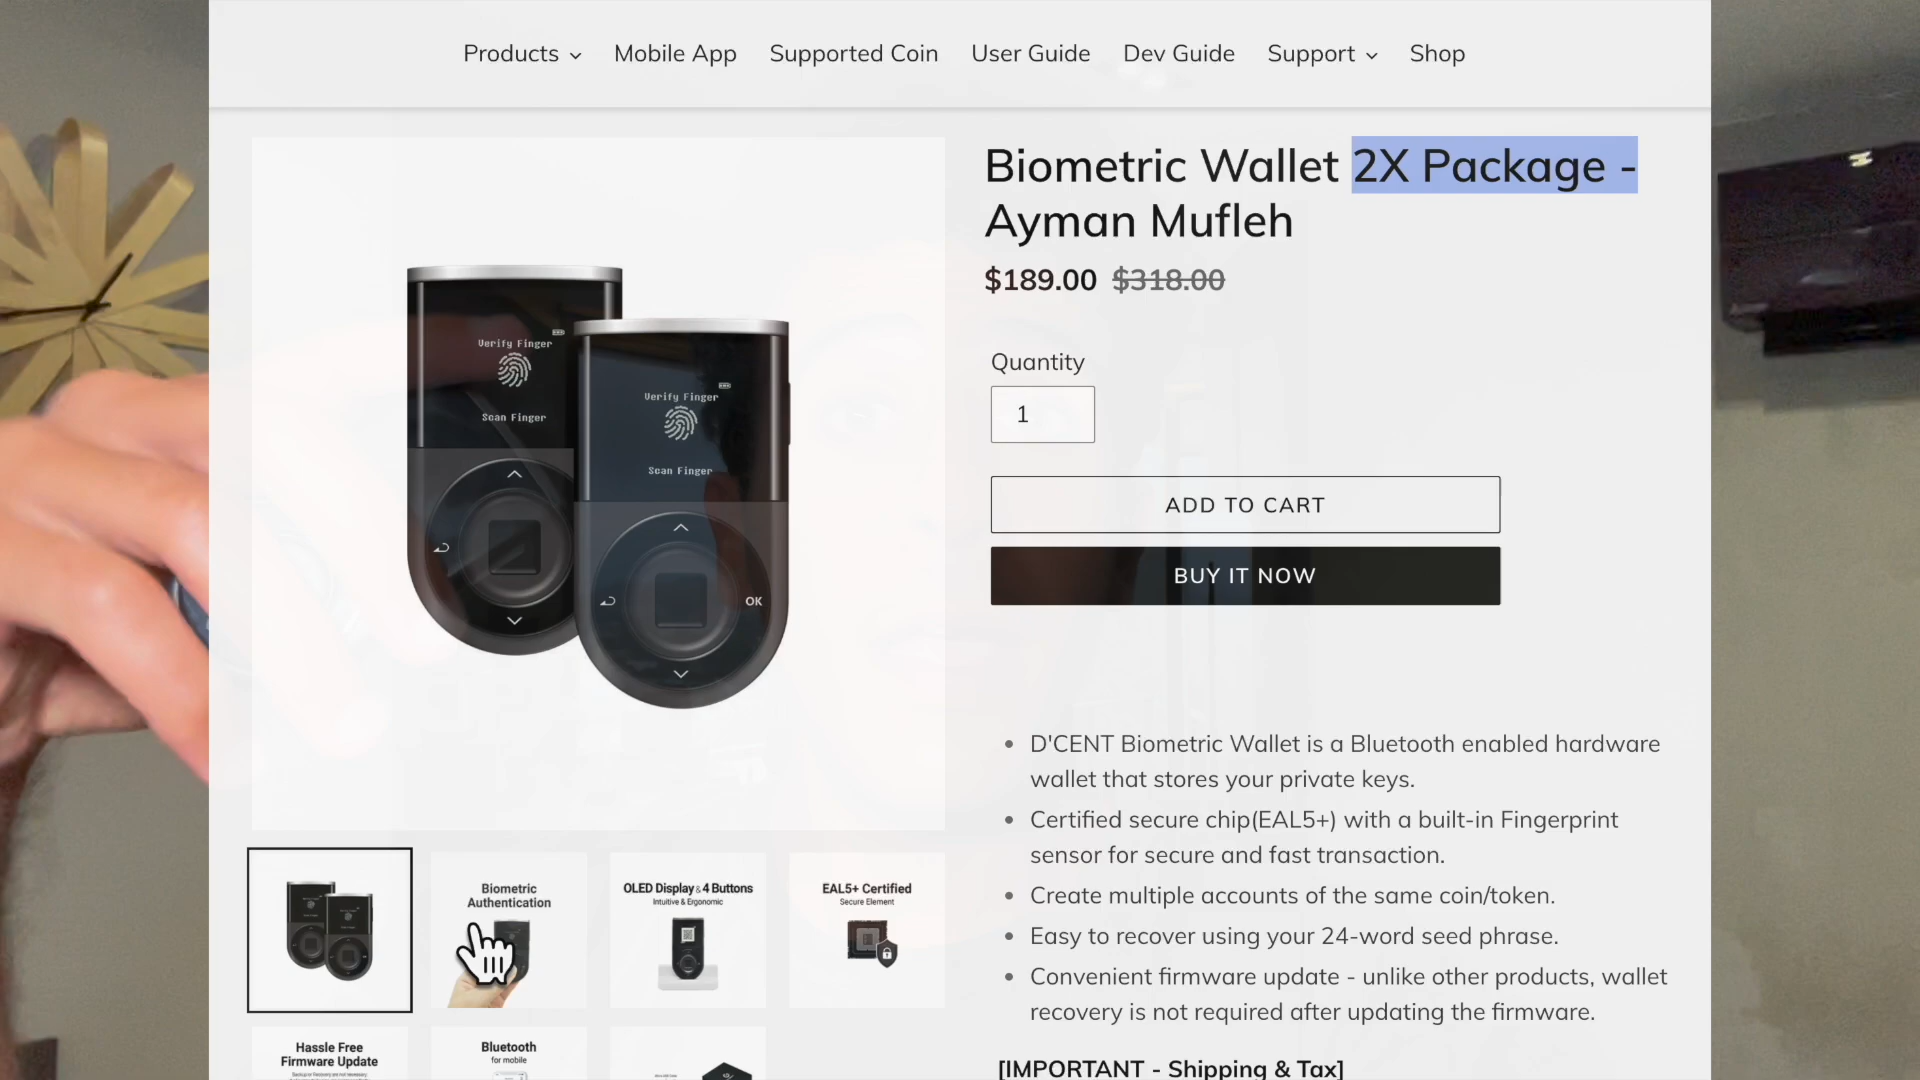 Products Mobile App Supported Coin User Guide Dev Guide Support Shop
Biometric Wallet 2X Package -
Ayman Mufleh
$189.00 $318.00
Quantity
1
ADD TO CART
BUY IT NOW
Verify Finger
Scan Finger
Verify Finger
Scan Finger
OK
D'CENT Biometric Wallet is a Bluetooth enabled hardware
wallet that stores your private keys.
Certified secure chip(EAL5+) with a built-in Fingerprint
sensor for secure and fast transaction.
Create multiple accounts of the same coin/token.
Easy to recover using your 24-word seed phrase.
Convenient firmware update - unlike other products, wallet
recovery is not required after updating the firmware.
[IMPORTANT - Shipping & Tax]
Biometric
Authentication
OLED Display & 4 Buttons
Intuitive & Ergonomic
EAL5+ Certified
Secure Element
Hassle Free
Firmware Update
Bluetooth
for mobile